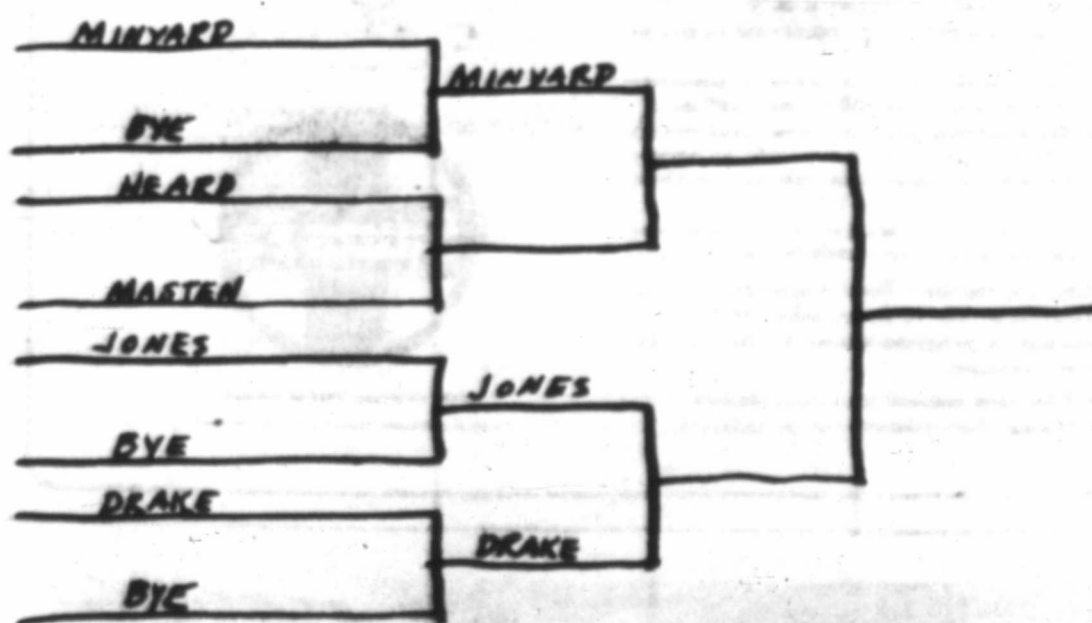 MINYARD
MINYARD
BYE
HEARD
MASTEN
JONES
JONES
BYE
DRAKE
DRAKE
BYE